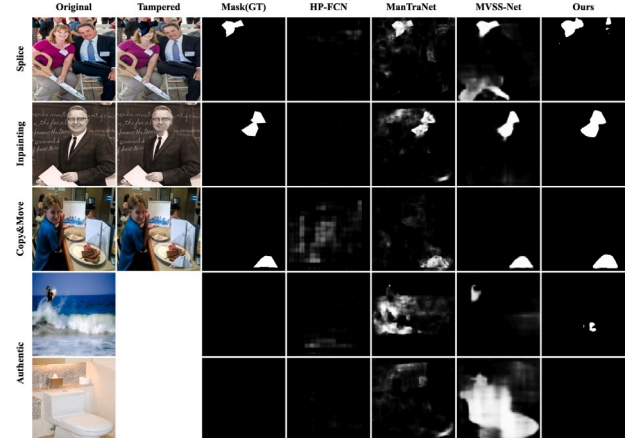 Original Tampered Mask(GT) HP-FCN ManTraNet MVSS-Net Ours
Splice
Inpainting
Copy&Move
Authentic